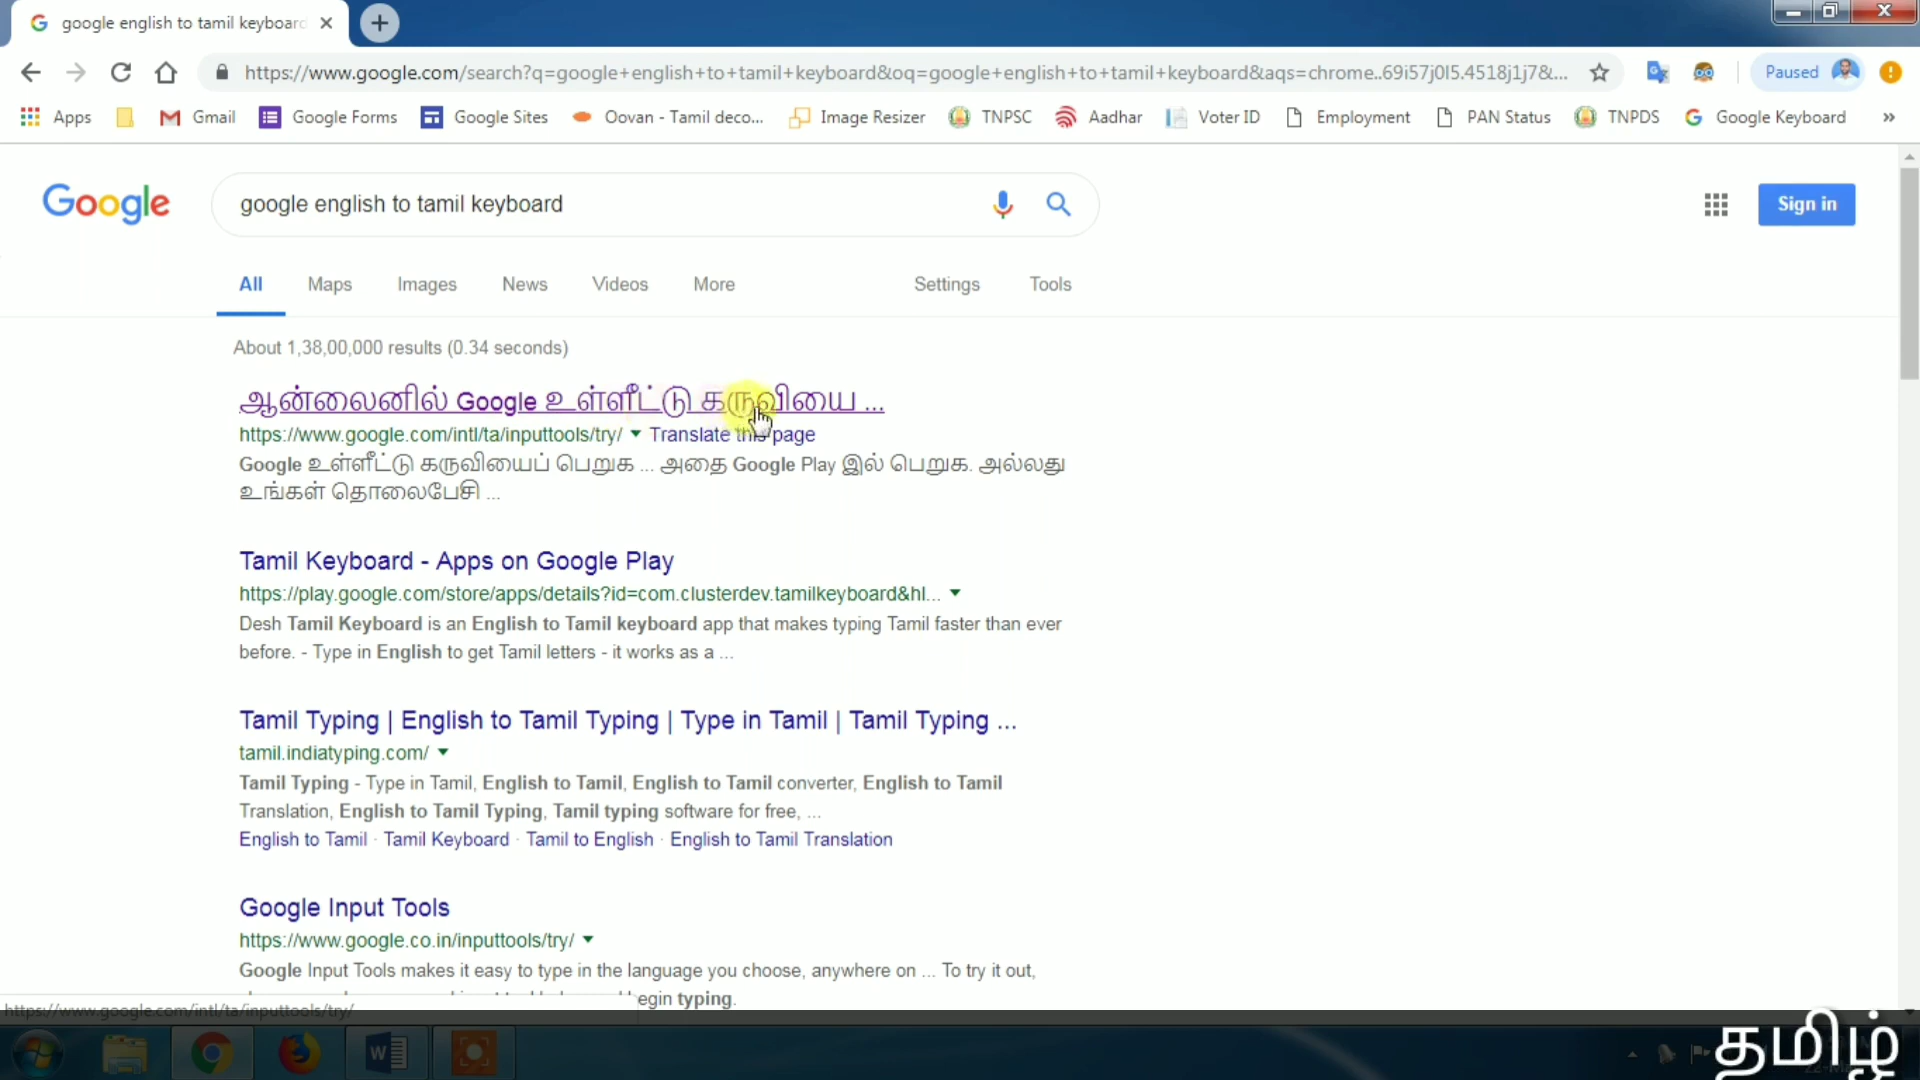 google english to tamil keyboard
https://www.google.com/search?q=google+english+to+tamil+keyboard&oq=google+english+to+tamil+keyboard&aqs=chrome..69i57j0l5.4518j1j7&...
Paused
Apps Gmail Google Forms Google Sites Oovan - Tamil deco... Image Resizer TNPSC Aadhar Voter ID Employment PAN Status TNPDS Google Keyboard »
Google google english to tamil keyboard Sign in
All Maps Images News Videos More Settings Tools
About 1,38,00,000 results (0.34 seconds)
ஆன்லைனில் Google உள்ளீட்டு கருவியை ...
https://www.google.com/intl/ta/inputtools/try/ Translate this page
Google உள்ளீட்டு கருவியைப் பெறுக ... அதை Google Play இல் பெறுக. அல்லது
உங்கள் தொலைபேசி ...
Tamil Keyboard - Apps on Google Play
https://play.google.com/store/apps/details?id=com.clusterdev.tamilkeyboard&hl...
Desh Tamil Keyboard is an English to Tamil keyboard app that makes typing Tamil faster than ever
before. - Type in English to get Tamil letters - it works as a ...
Tamil Typing | English to Tamil Typing | Type in Tamil | Tamil Typing ...
tamil.indiatyping.com/
Tamil Typing - Type in Tamil, English to Tamil, English to Tamil converter, English to Tamil
Translation, English to Tamil Typing, Tamil typing software for free, ...
English to Tamil · Tamil Keyboard · Tamil to English · English to Tamil Translation
Google Input Tools
https://www.google.co.in/inputtools/try/
Google Input Tools makes it easy to type in the language you choose, anywhere on ... To try it out,
begin typing.
https://www.google.com/intl/ta/inputtools/try/
தமிழ்